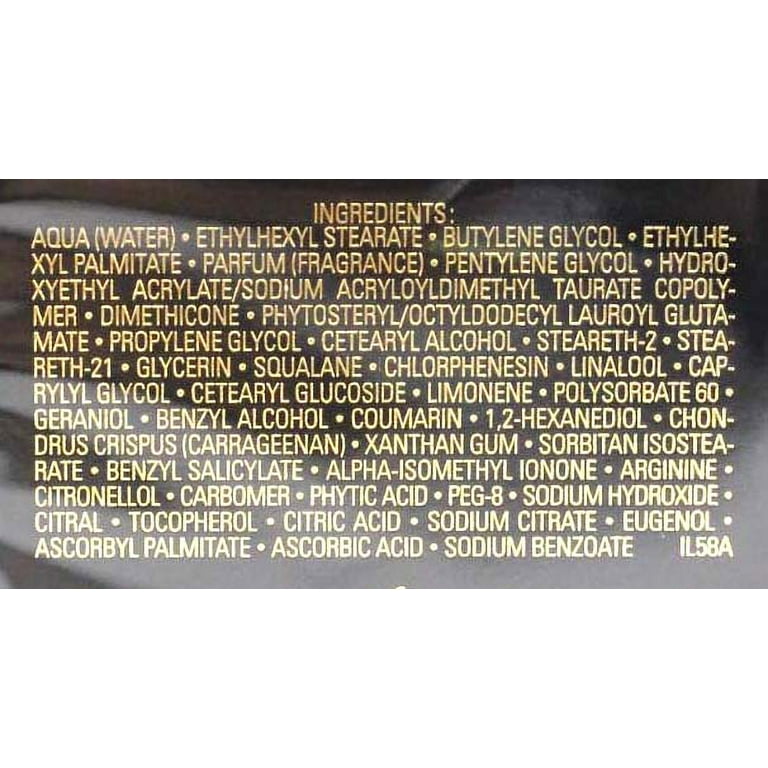 INGREDIENTS:
AQUA (WATER) • ETHYLHEXYL STEARATE • BUTYLENE GLYCOL • ETHYLHE-
XYL PALMITATE • PARFUM (FRAGRANCE) • PENTYLENE GLYCOL • HYDRO-
XYETHYL ACRYLATE/SODIUM ACRYLOYLDIMETHYL TAURATE COPOLY-
MER • DIMETHICONE • PHYTOSTERYL/OCTYLDODECYL LAUROYL GLUTA-
MATE • PROPYLENE GLYCOL • CETEARYL ALCOHOL • STEARETH-2 • STEA-
RETH-21 • GLYCERIN • SQUALANE • CHLORPHENESIN • LINALOOL • CAP-
RYLYL GLYCOL • CETEARYL GLUCOSIDE • LIMONENE • POLYSORBATE 60 •
GERANIOL • BENZYL ALCOHOL • COUMARIN • 1,2-HEXANEDIOL • CHON-
DRUS CRISPUS (CARRAGEENAN) • XANTHAN GUM • SORBITAN ISOSTEA-
RATE • BENZYL SALICYLATE • ALPHA-ISOMETHYL IONONE • ARGININE •
CITRONELLOL • CARBOMER • PHYTIC ACID • PEG-8 • SODIUM HYDROXIDE •
CITRAL • TOCOPHEROL • CITRIC ACID • SODIUM CITRATE • EUGENOL •
ASCORBYL PALMITATE • ASCORBIC ACID • SODIUM BENZOATE IL58A